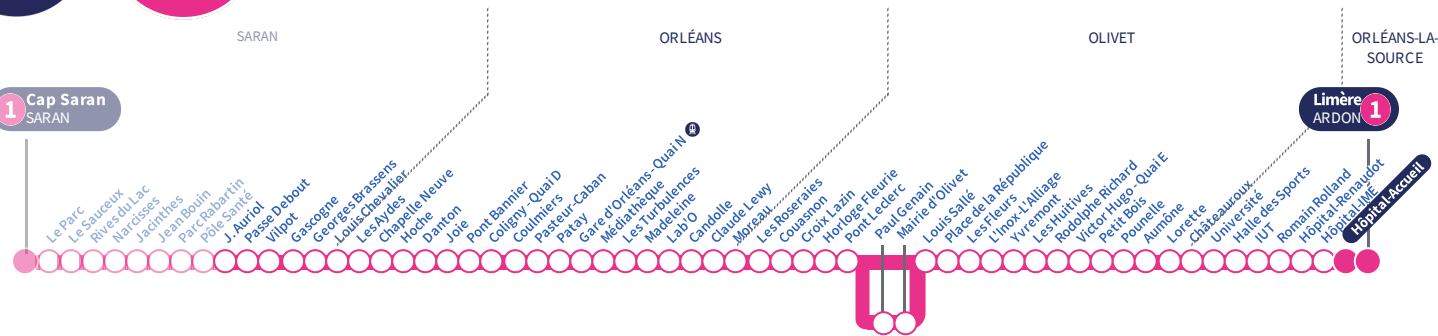 SARAN
ORLÉANS
OLIVET
ORLÉANS-LA-
SOURCE
1
Cap Saran
SARAN
Limère
ARDON
1
Le Parc
Le Sauceux
Rives du Lac
Narcisses
Jacinthes
Jean Bouin
Parc Rabartin
Pôle Santé
J. Auriol
Passe Debout
Vilpot
Gascogne
Georges Brassens
Louis Chevalier
Les Aydes
Chapelle Neuve
Hoche
Danton
Joie
Pont Bannier
Coligny - Quai D
Coulmiers
Pasteur-Caban
Patay
Gare d'Orléans - Quai N
Médiathèque
Les Turbulences
Madeleine
Lab'O
Candolle
Claude Lewy
Moreau
Les Roseraies
Couasnon
Croix Lazin
Horloge Fleurie
Pont Leclerc
Paul Genain
Mairie d'Olivet
Louis Sallé
Place de la République
Les Fleurs
L'Inox-L'Alliage
Yvremont
Les Huitives
Rodolphe Richard
Victor Hugo - Quai E
Petit Bois
Poumelle
Aumône
Lorette
Châteauroux
Université
Halle des Sports
IUT
Romain Rolland
Hôpital-Renaudot
Hôpital-IME
Hôpital-Accueil